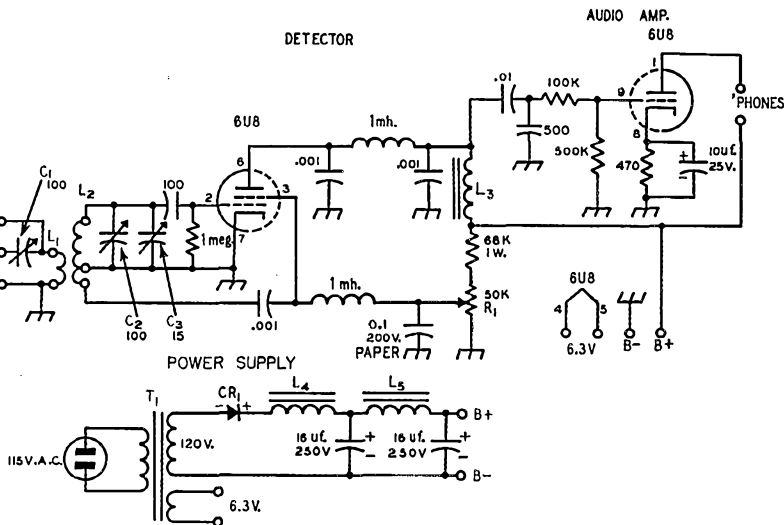 AUDIO AMP.
6U8
DETECTOR
1
.01
100K
9
'PHONES
8
500
500K
470
+
-
10uf.
25V.
1mh.
6U8
.001
.001
L3
6
3
2
7
C1
100
L2
L1
100
1 meg.
C2
100
C3
15
.001
1mh.
0.1
200V.
PAPER
68K
1W.
50K
R1
6U8
4
5
6.3V
B-
B+
POWER SUPPLY
T1
CR1
-
+
L4
L5
B+
115V.A.C.
120V.
16 uf.
250V
+
-
16 uf.
250V
+
-
B-
6.3V.